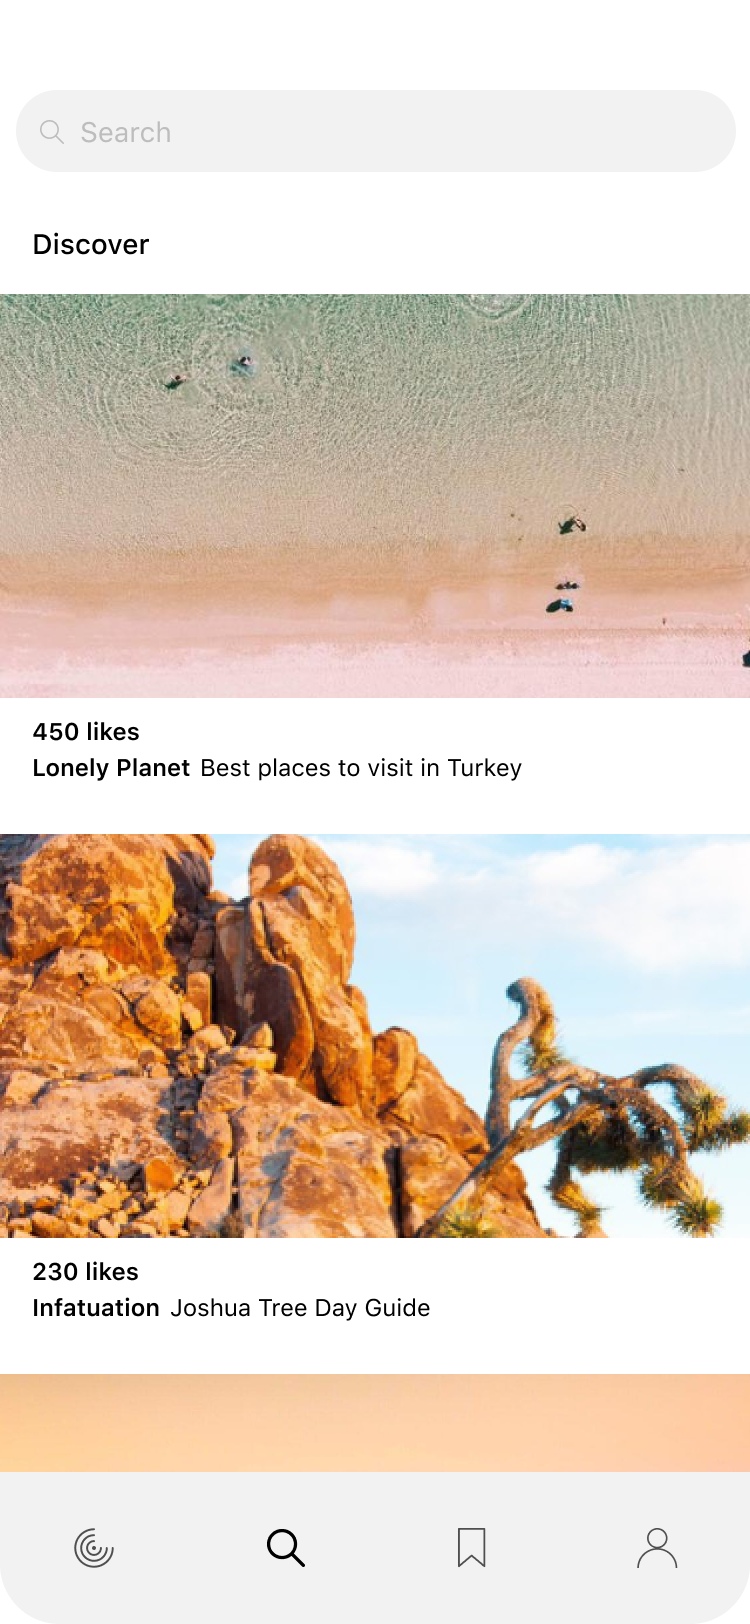 Search
Discover
450 likes
Lonely Planet Best places to visit in Turkey
230 likes
Infatuation Joshua Tree Day Guide